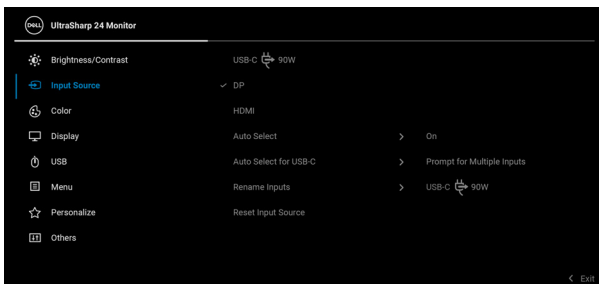 DELL UltraSharp 24 Monitor
Brightness/Contrast USB-C 90W
Input Source DP
Color HDMI
Display Auto Select On
USB Auto Select for USB-C Prompt for Multiple Inputs
Menu Rename Inputs USB-C 90W
Personalize Reset Input Source
Others
Exit